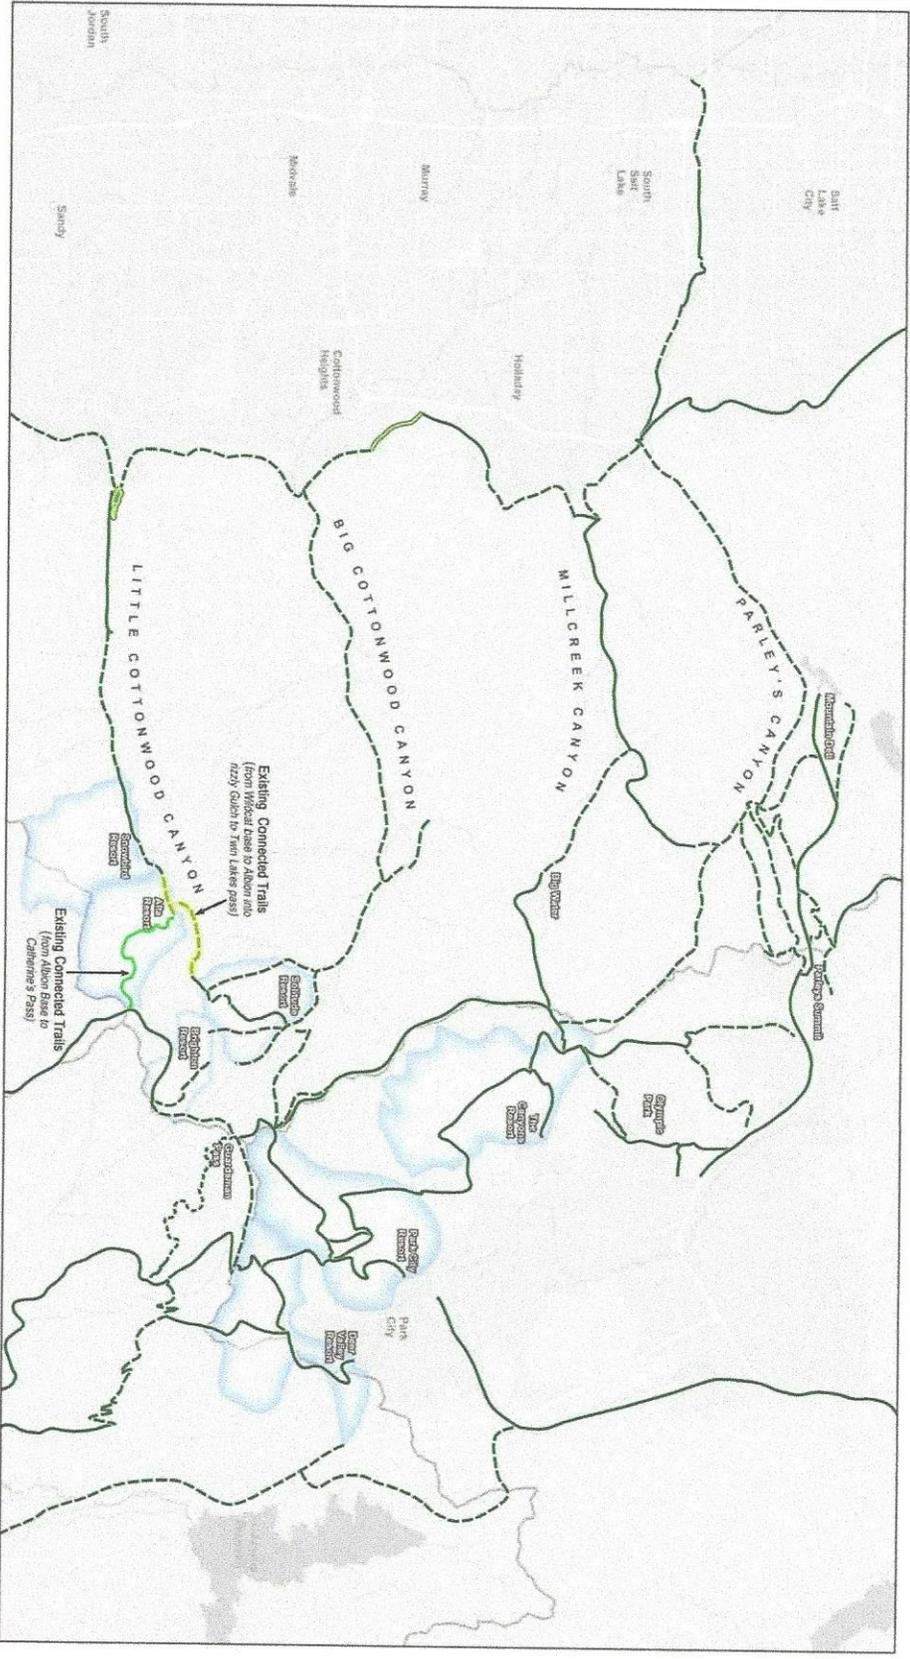 South
Jordan
Sandy
Midvale
Murray
South
Salt
Lake
Salt
Lake
City
Cottonwood
Heights
Holladay
LITTLE COTTONWOOD CANYON
BIG COTTONWOOD CANYON
MILLCREEK CANYON
PARLEY'S CANYON
Mountain Dell
Existing Connected Trails
(from Wildcat base to Albion into
rizzly Gulch to Twin Lakes pass)
Snowbird
Resort
Alta
Resort
Existing Connected Trails
(from Albion Base to
Catherine's Pass)
Big Water
Solitude
Resort
Brighton
Resort
Parleys Summit
The
Canyons
Resort
Olympic
Park
Guardsman
Pass
Park City
Resort
Park
City
Deer
Valley
Resort